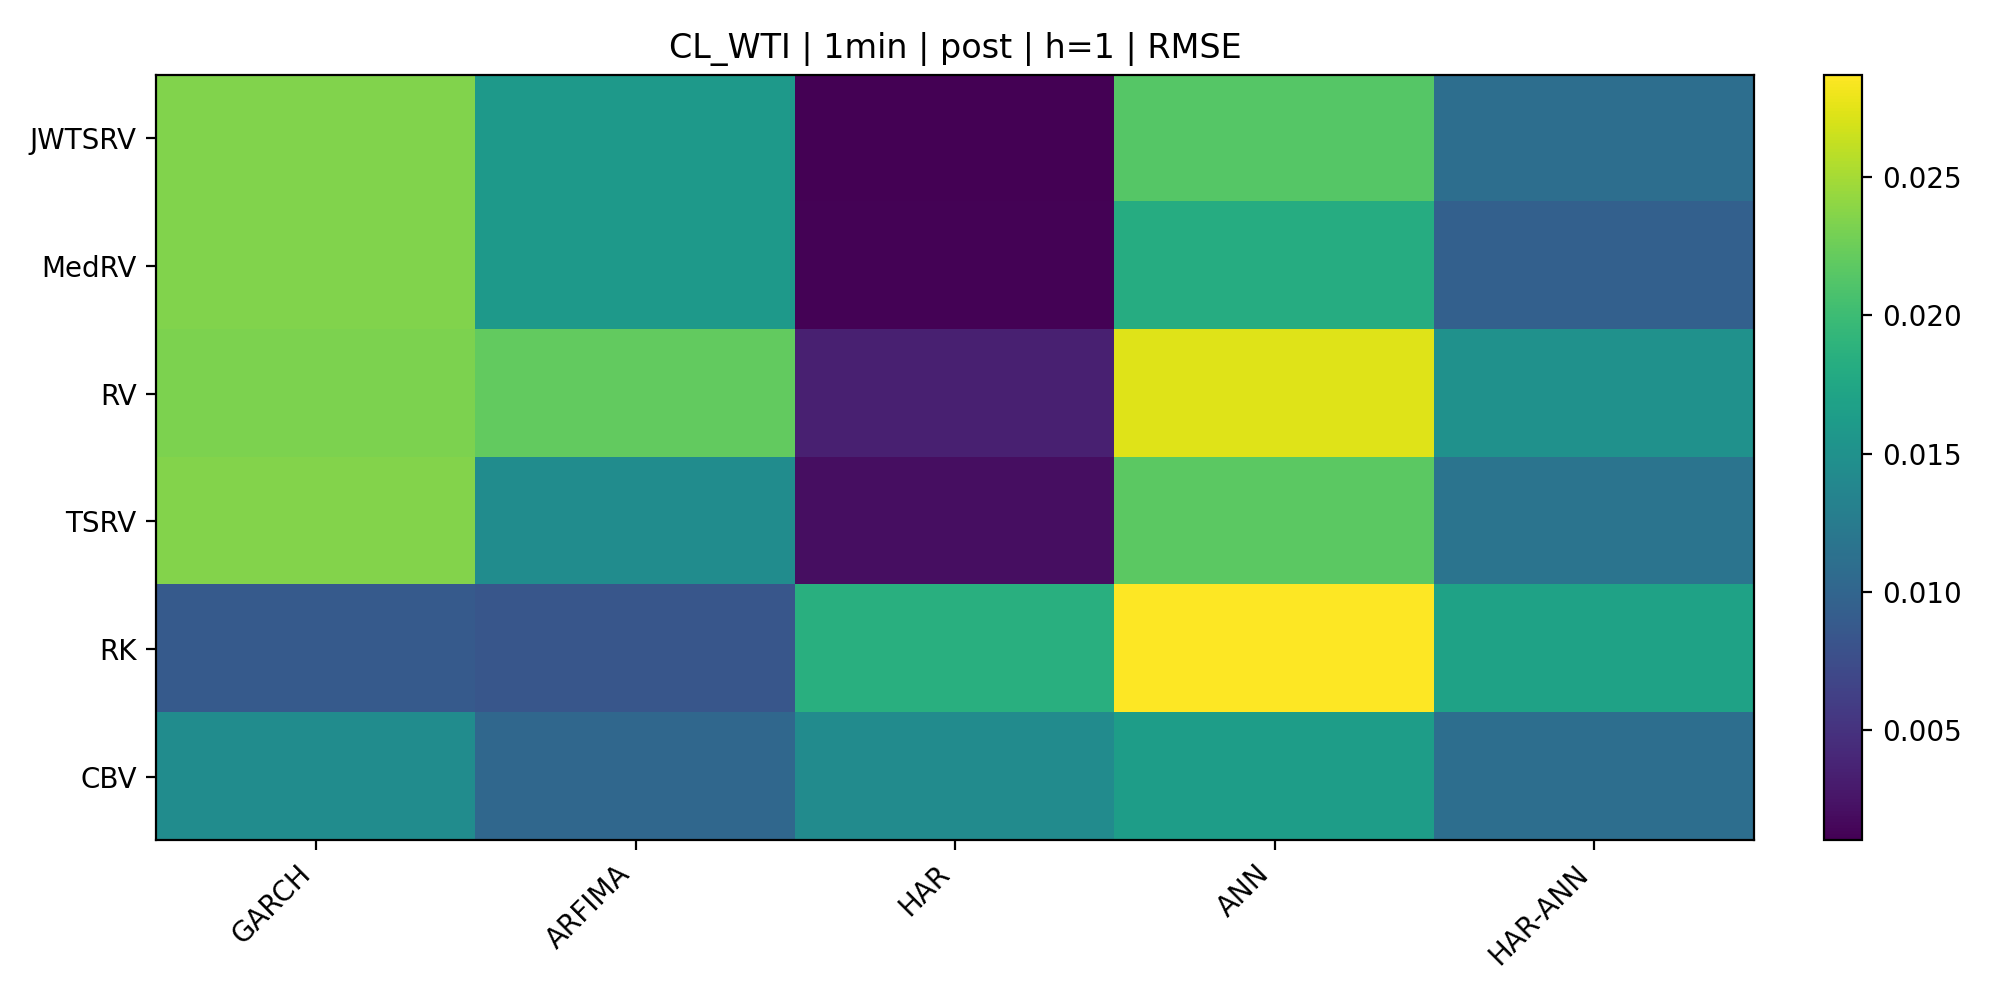 CL_WTI | 1min | post | h=1 | RMSE
JWTSRV
MedRV
RV
TSRV
RK
CBV
GARCH
ARFIMA
HAR
ANN
HAR-ANN
0.025
0.020
0.015
0.010
0.005